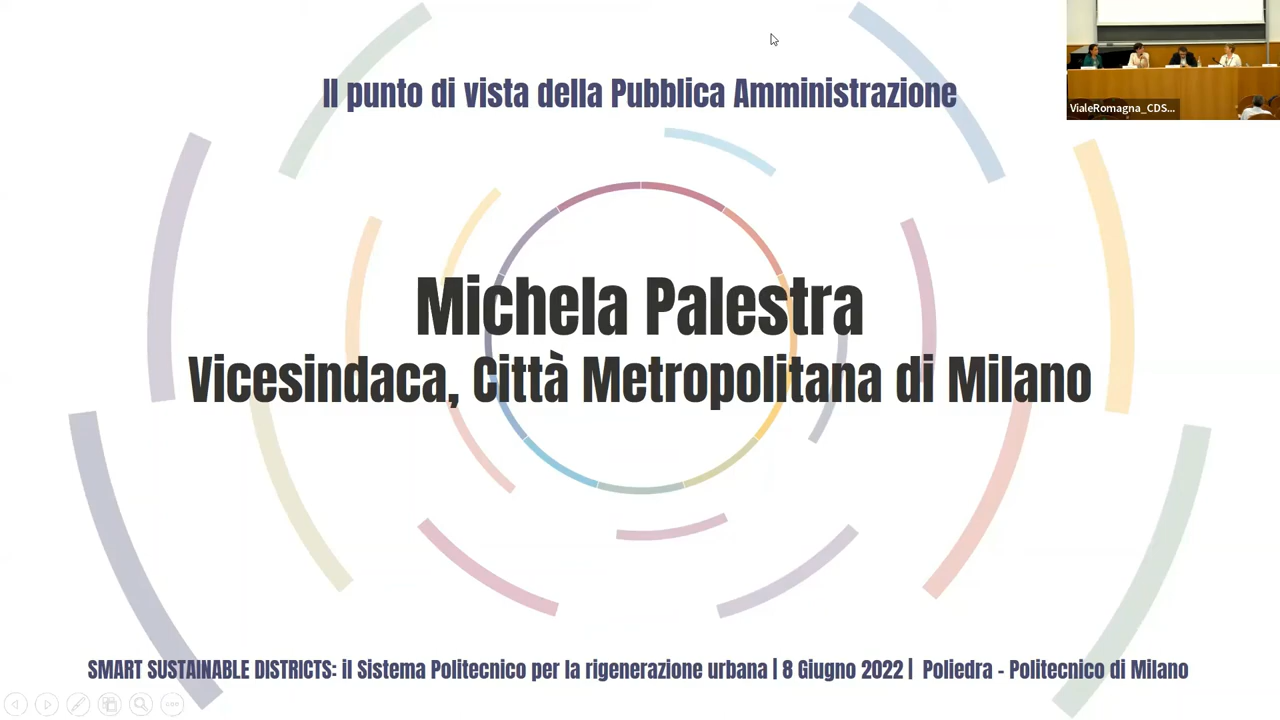 Il punto di vista della Pubblica Amministrazione
VialeRomagna_CDS...
Michela Palestra
Vicesindaca, Città Metropolitana di Milano
SMART SUSTAINABLE DISTRICTS: il Sistema Politecnico per la rigenerazione urbana | 8 Giugno 2022 | Poliedra - Politecnico di Milano